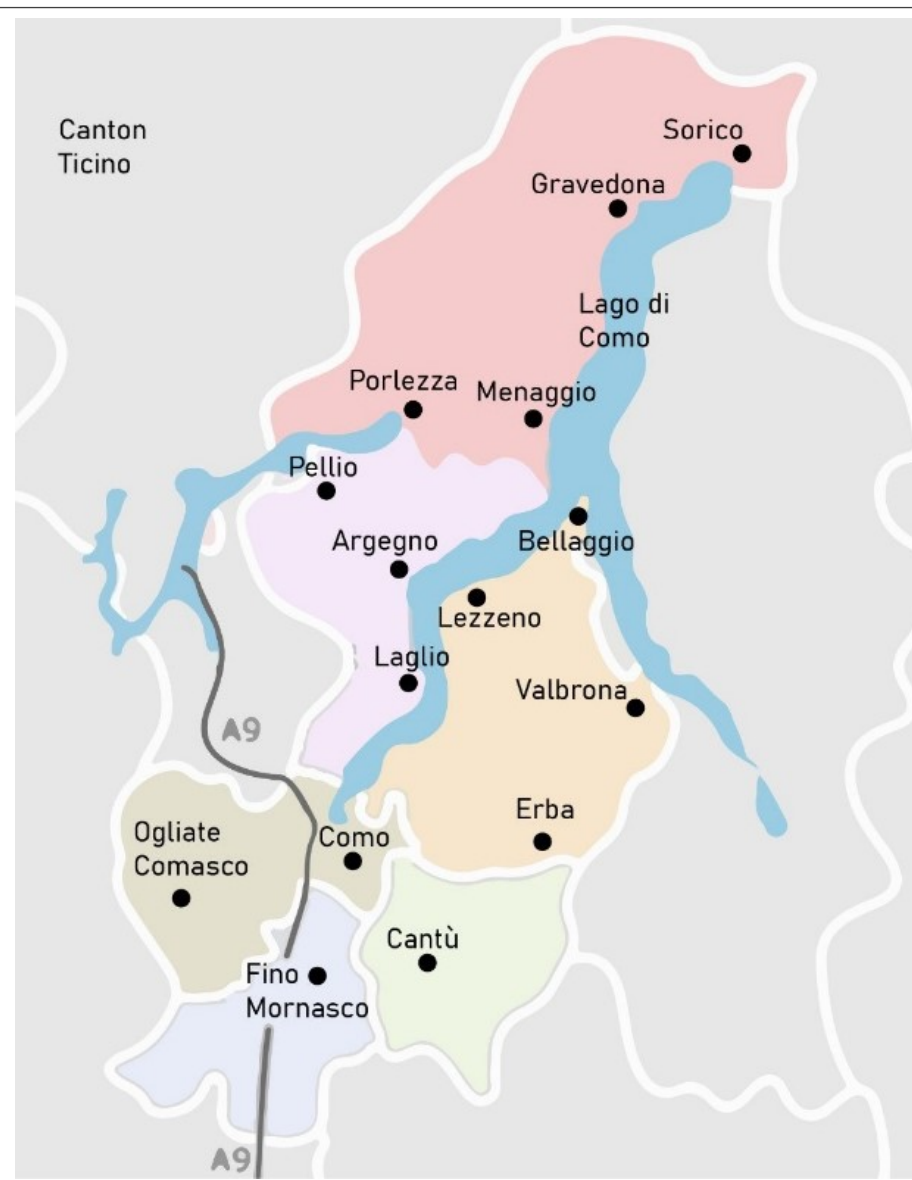 Canton
Ticino
Sorico
Gravedona
Lago di
Como
Porlezza
Menaggio
Pellio
Argegno
Bellaggio
Lezzeno
Laglio
Valbrona
A9
Erba
Ogliate
Comasco
Como
Cantù
Fino
Mornasco
A9